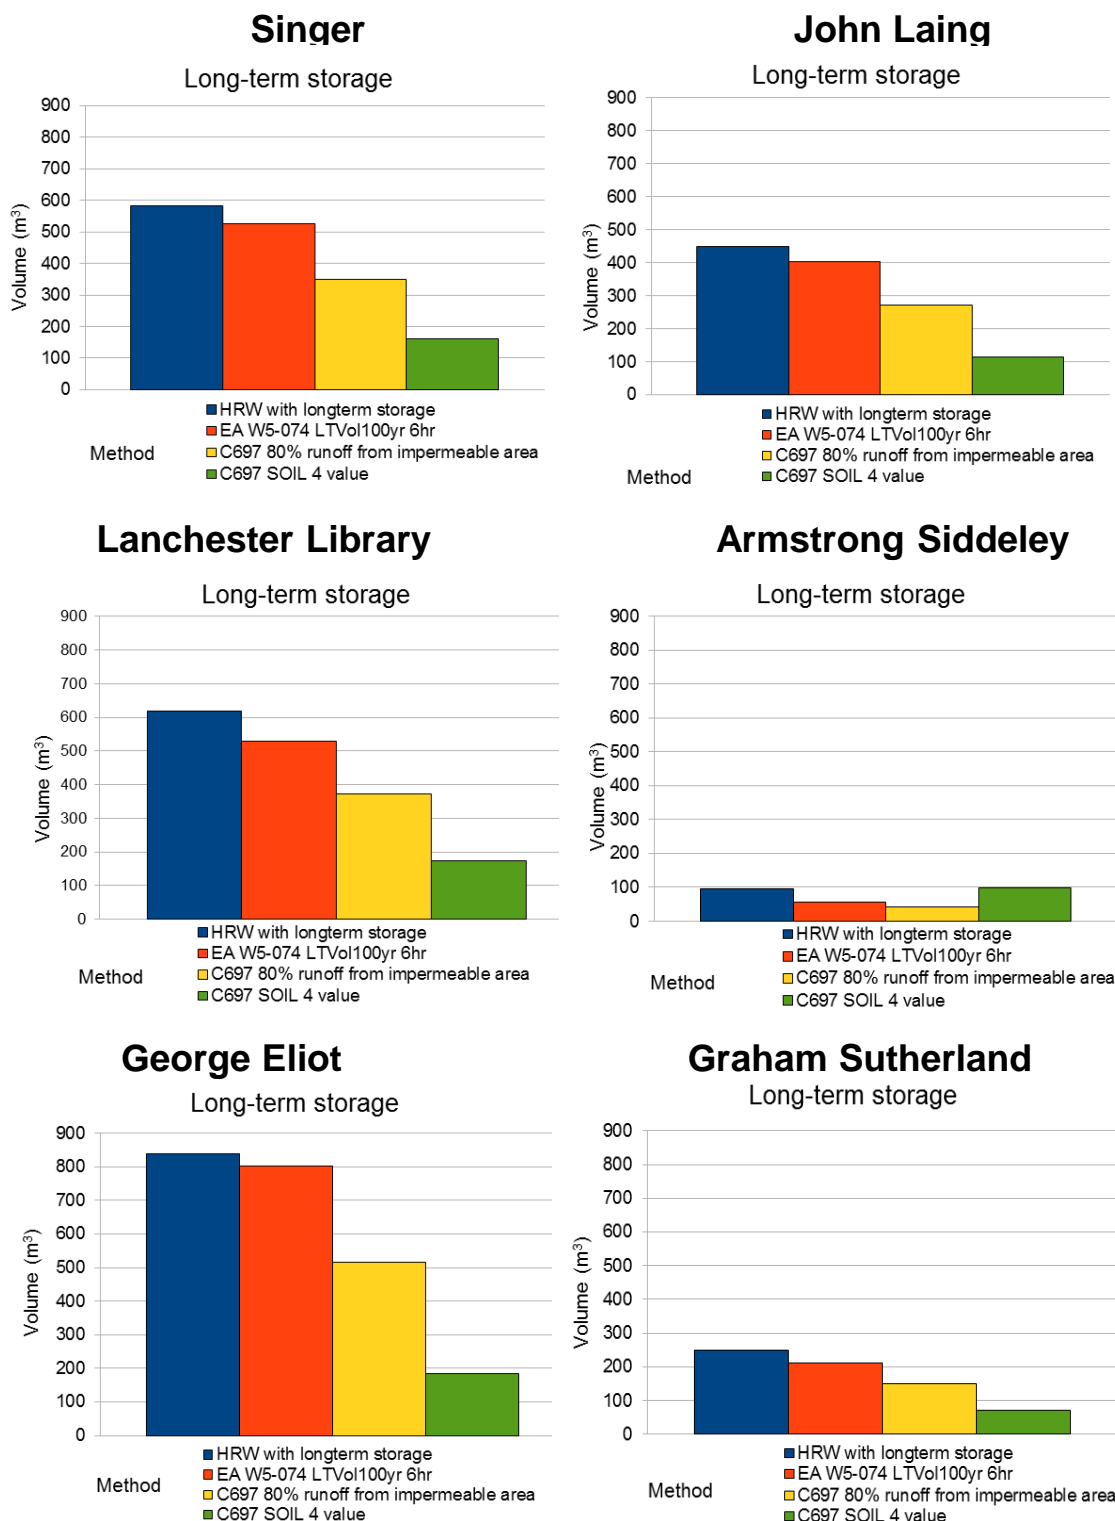 Singer
Long-term storage
Volume (m³)
900
800
700
600
500
400
300
200
100
0
Method
HRW with longterm storage
EA W5-074 LTVol100yr 6hr
C697 80% runoff from impermeable area
C697 SOIL 4 value
John Laing
Long-term storage
Volume (m³)
900
800
700
600
500
400
300
200
100
0
Method
HRW with longterm storage
EA W5-074 LTVol100yr 6hr
C697 80% runoff from impermeable area
C697 SOIL 4 value
Lanchester Library
Long-term storage
Volume (m³)
900
800
700
600
500
400
300
200
100
0
Method
HRW with longterm storage
EA W5-074 LTVol100yr 6hr
C697 80% runoff from impermeable area
C697 SOIL 4 value
Armstrong Siddeley
Long-term storage
Volume (m³)
900
800
700
600
500
400
300
200
100
0
Method
HRW with longterm storage
EA W5-074 LTVol100yr 6hr
C697 80% runoff from impermeable area
C697 SOIL 4 value
George Eliot
Long-term storage
Volume (m³)
900
800
700
600
500
400
300
200
100
0
Method
HRW with longterm storage
EA W5-074 LTVol100yr 6hr
C697 80% runoff from impermeable area
C697 SOIL 4 value
Graham Sutherland
Long-term storage
Volume (m³)
900
800
700
600
500
400
300
200
100
0
Method
HRW with longterm storage
EA W5-074 LTVol100yr 6hr
C697 80% runoff from impermeable area
C697 SOIL 4 value